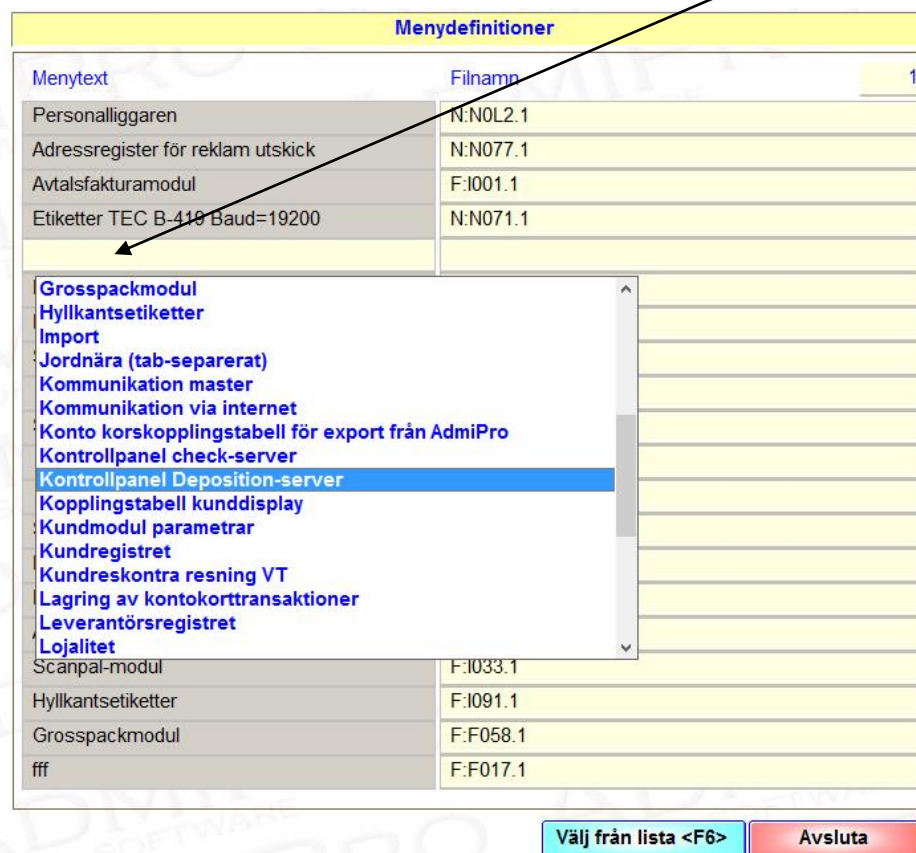 Menydefinitioner
Menytext Filnamn 1
Personalliggaren N:N0L2.1
Adressregister för reklam utskick N:N077.1
Avtalsfakturamodul F:I001.1
Etiketter TEC B-419 Baud=19200 N:N071.1
Grosspackmodul
Hyllkantsetiketter
Import
Jordnära (tab-separerat)
Kommunikation master
Kommunikation via internet
Konto korskopplingstabell för export från AdmiPro
Kontrollpanel check-server
Kontrollpanel Deposition-server
Kopplingstabell kunddisplay
Kundmodul parametrar
Kundregistret
Kundreskontra resning VT
Lagring av kontokorttransaktioner
Leverantörsregistret
Lojalitet
Scanpal-modul F:I033.1
Hyllkantsetiketter F:I091.1
Grosspackmodul F:F058.1
fff F:F017.1
Välj från lista <F6> Avsluta